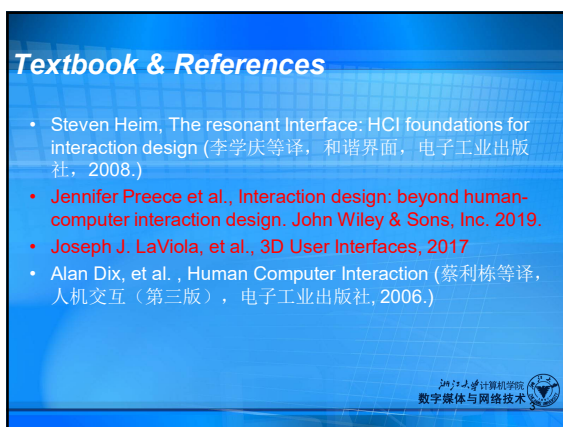 Textbook & References
• Steven Heim, The resonant Interface: HCI foundations for
interaction design (李学庆等译，和谐界面，电子工业出版
社，2008.)
• Jennifer Preece et al., Interaction design: beyond human-
computer interaction design. John Wiley & Sons, Inc. 2019.
• Joseph J. LaViola, et al., 3D User Interfaces, 2017
• Alan Dix, et al. , Human Computer Interaction (蔡利栋等译，
人机交互（第三版），电子工业出版社, 2006.)
浙江大学计算机学院
数字媒体与网络技术
3